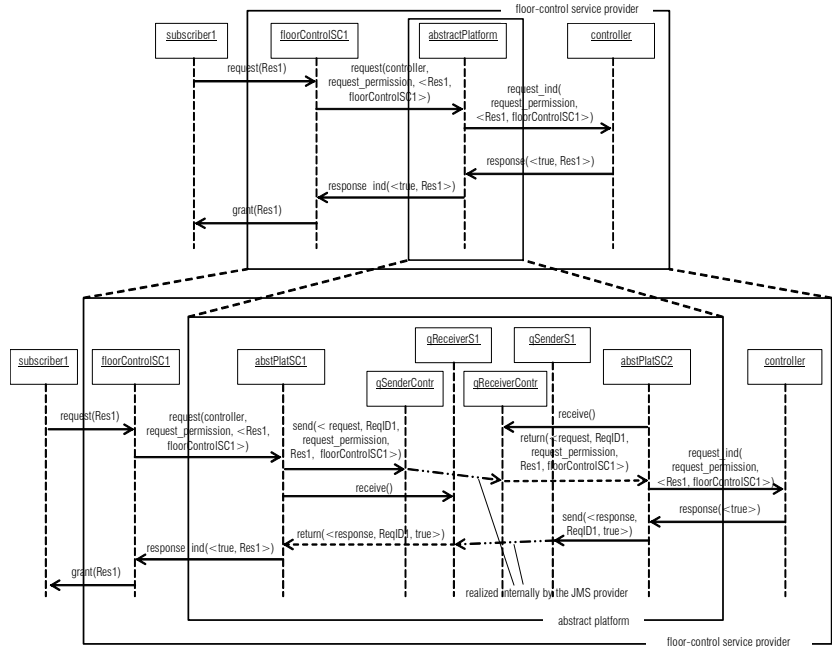 floor-control service provider
subscriber1
floorControlSC1
abstractPlatform
controller
request(Res1)
request(controller,
request_permission, <Res1,
floorControlSC1>)
request_ind(
request_permission,
<Res1, floorControlSC1>)
response(<true, Res1>)
response_ind(<true, Res1>)
grant(Res1)
subscriber1
floorControlSC1
abstPlatSC1
qReceiverS1
qSenderContr
qSenderS1
qReceiverContr
abstPlatSC2
controller
request(Res1)
request(controller,
request_permission, <Res1,
floorControlSC1>)
send(< request, ReqID1,
request_permission,
Res1, floorControlSC1>)
receive()
return(<request, ReqID1,
request_permission,
Res1, floorControlSC1>)
request_ind(
request_permission,
<Res1, floorControlSC1>)
receive()
response(<true>)
send(<response,
ReqID1, true>)
return(<response, ReqID1, true>)
response_ind(<true, Res1>)
grant(Res1)
realized internally by the JMS provider
abstract platform
floor-control service provider